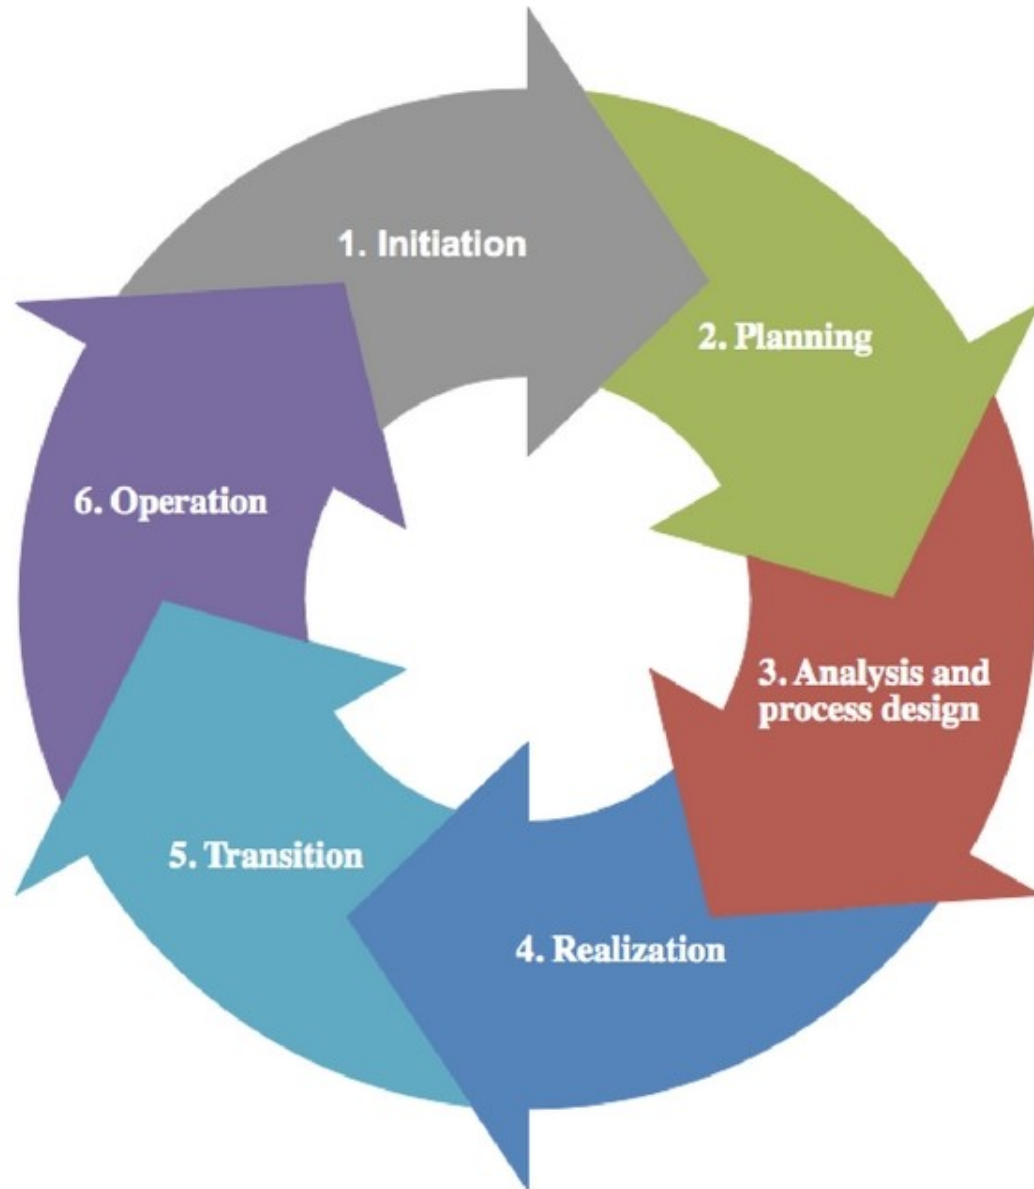 1. Initiation
2. Planning
3. Analysis and
process design
4. Realization
5. Transition
6. Operation